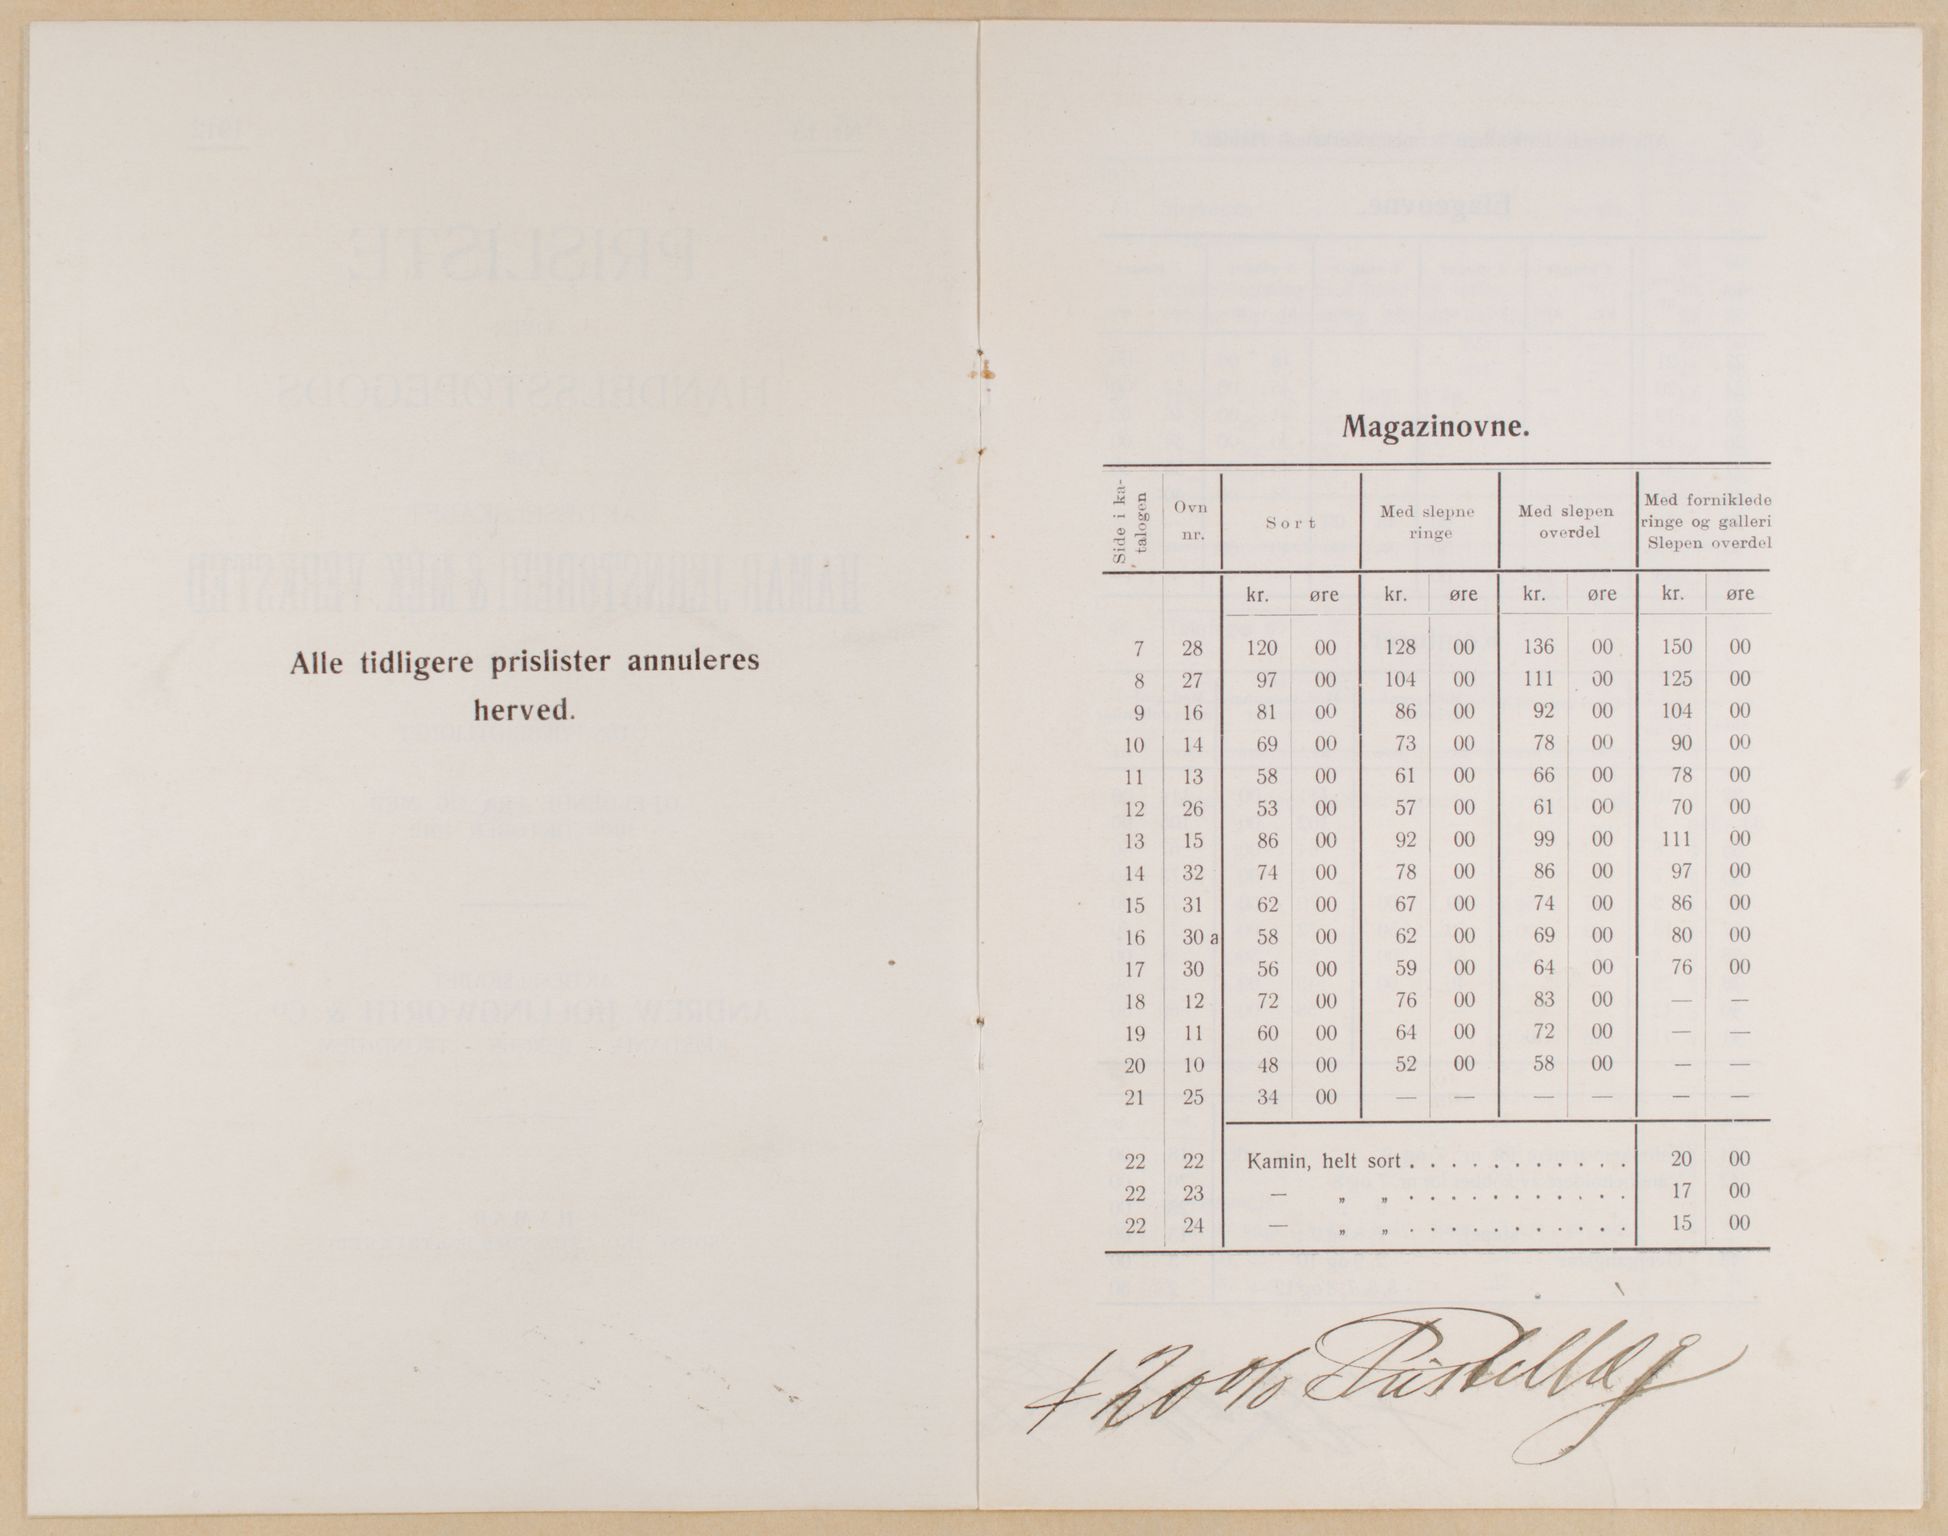 Alle tidligere prislister annuleres
herved.
Magazinovne.
Side i ka-
talogen
Ovn
nr.
Sort
Med slepne
ringe
Med slepen
overdel
Med forniklede
ringe og galleri
Slepen overdel
kr. øre kr. øre kr. øre kr. øre
7 28 120 00 128 00 136 00 150 00
8 27 97 00 104 00 111 00 125 00
9 16 81 00 86 00 92 00 104 00
10 14 69 00 73 00 78 00 90 00
11 13 58 00 61 00 66 00 78 00
12 26 53 00 57 00 61 00 70 00
13 15 86 00 92 00 99 00 111 00
14 32 74 00 78 00 86 00 97 00
15 31 62 00 67 00 74 00 86 00
16 30 a 58 00 62 00 69 00 80 00
17 30 56 00 59 00 64 00 76 00
18 12 72 00 76 00 83 00 — —
19 11 60 00 64 00 72 00 — —
20 10 48 00 52 00 58 00 — —
21 25 34 00 — — — — — —
22 22 Kamin, helt sort . . . . . . . . . . . 20 00
22 23 — „ „ . . . . . . . . . . . 17 00
22 24 — „ „ . . . . . . . . . . . 15 00
+ 20 % Pristillæg